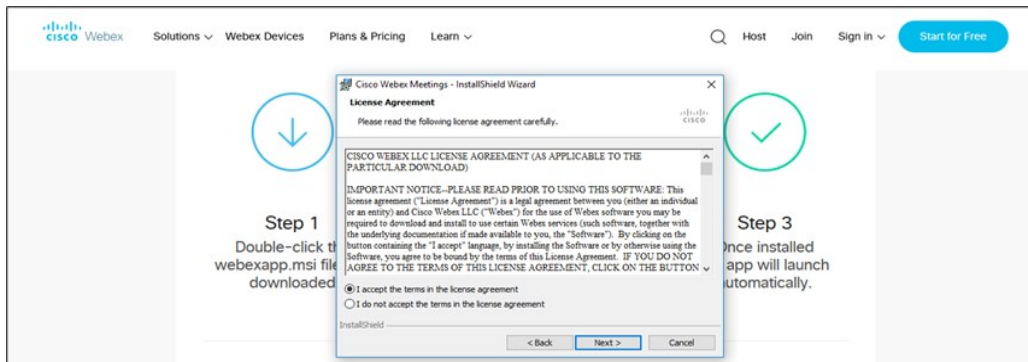 CISCO Webex Solutions Webex Devices Plans & Pricing Learn Host Join Sign in Start for Free
Cisco Webex Meetings - InstallShield Wizard
License Agreement
Please read the following license agreement carefully.
CISCO
CISCO WEBEX LLC LICENSE AGREEMENT (AS APPLICABLE TO THE
PARTICULAR DOWNLOAD)
IMPORTANT NOTICE--PLEASE READ PRIOR TO USING THIS SOFTWARE: This
license agreement ("License Agreement") is a legal agreement between you (either an individual
or an entity) and Cisco Webex LLC ("Webex") for the use of Webex software you may be
required to download and install to use certain Webex services (such software, together with
the underlying documentation if made available to you, the "Software"). By clicking on the
button containing the "I accept" language, by installing the Software or by otherwise using the
Software, you agree to be bound by the terms of this License Agreement. IF YOU DO NOT
AGREE TO THE TERMS OF THIS LICENSE AGREEMENT, CLICK ON THE BUTTON
I accept the terms in the license agreement
I do not accept the terms in the license agreement
InstallShield
< Back Next > Cancel
Step 1
Double-click th
webexapp.msi file
downloaded
Step 3
Once installed
app will launch
automatically.